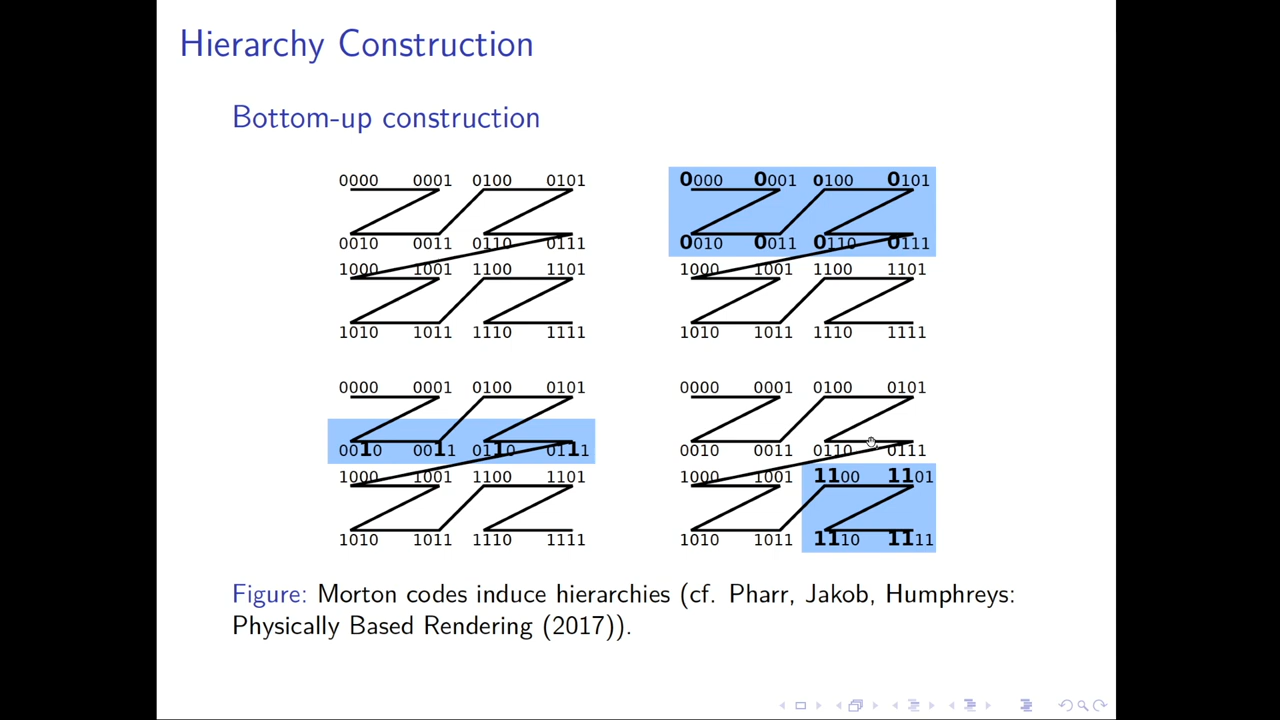 Hierarchy Construction
Bottom-up construction
0000 0001 0100 0101
0010 0011 0110 0111
1000 1001 1100 1101
1010 1011 1110 1111
0000 0001 0100 0101
0010 0011 0110 0111
1000 1001 1100 1101
1010 1011 1110 1111
0000 0001 0100 0101
0010 0011 0110 0111
1000 1001 1100 1101
1010 1011 1110 1111
0000 0001 0100 0101
0010 0011 0110 0111
1000 1001 1100 1101
1010 1011 1110 1111
Figure: Morton codes induce hierarchies (cf. Pharr, Jakob, Humphreys:
Physically Based Rendering (2017)).